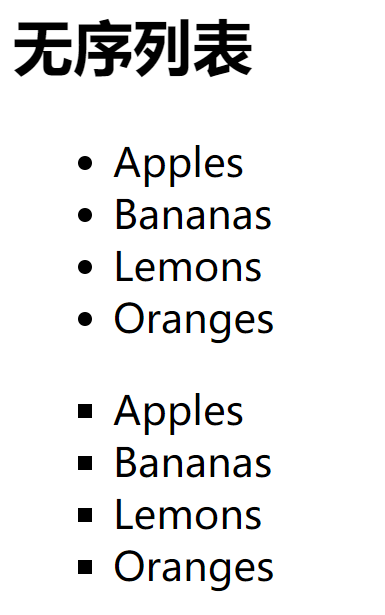 无序列表
• Apples
• Bananas
• Lemons
• Oranges
▪ Apples
▪ Bananas
▪ Lemons
▪ Oranges